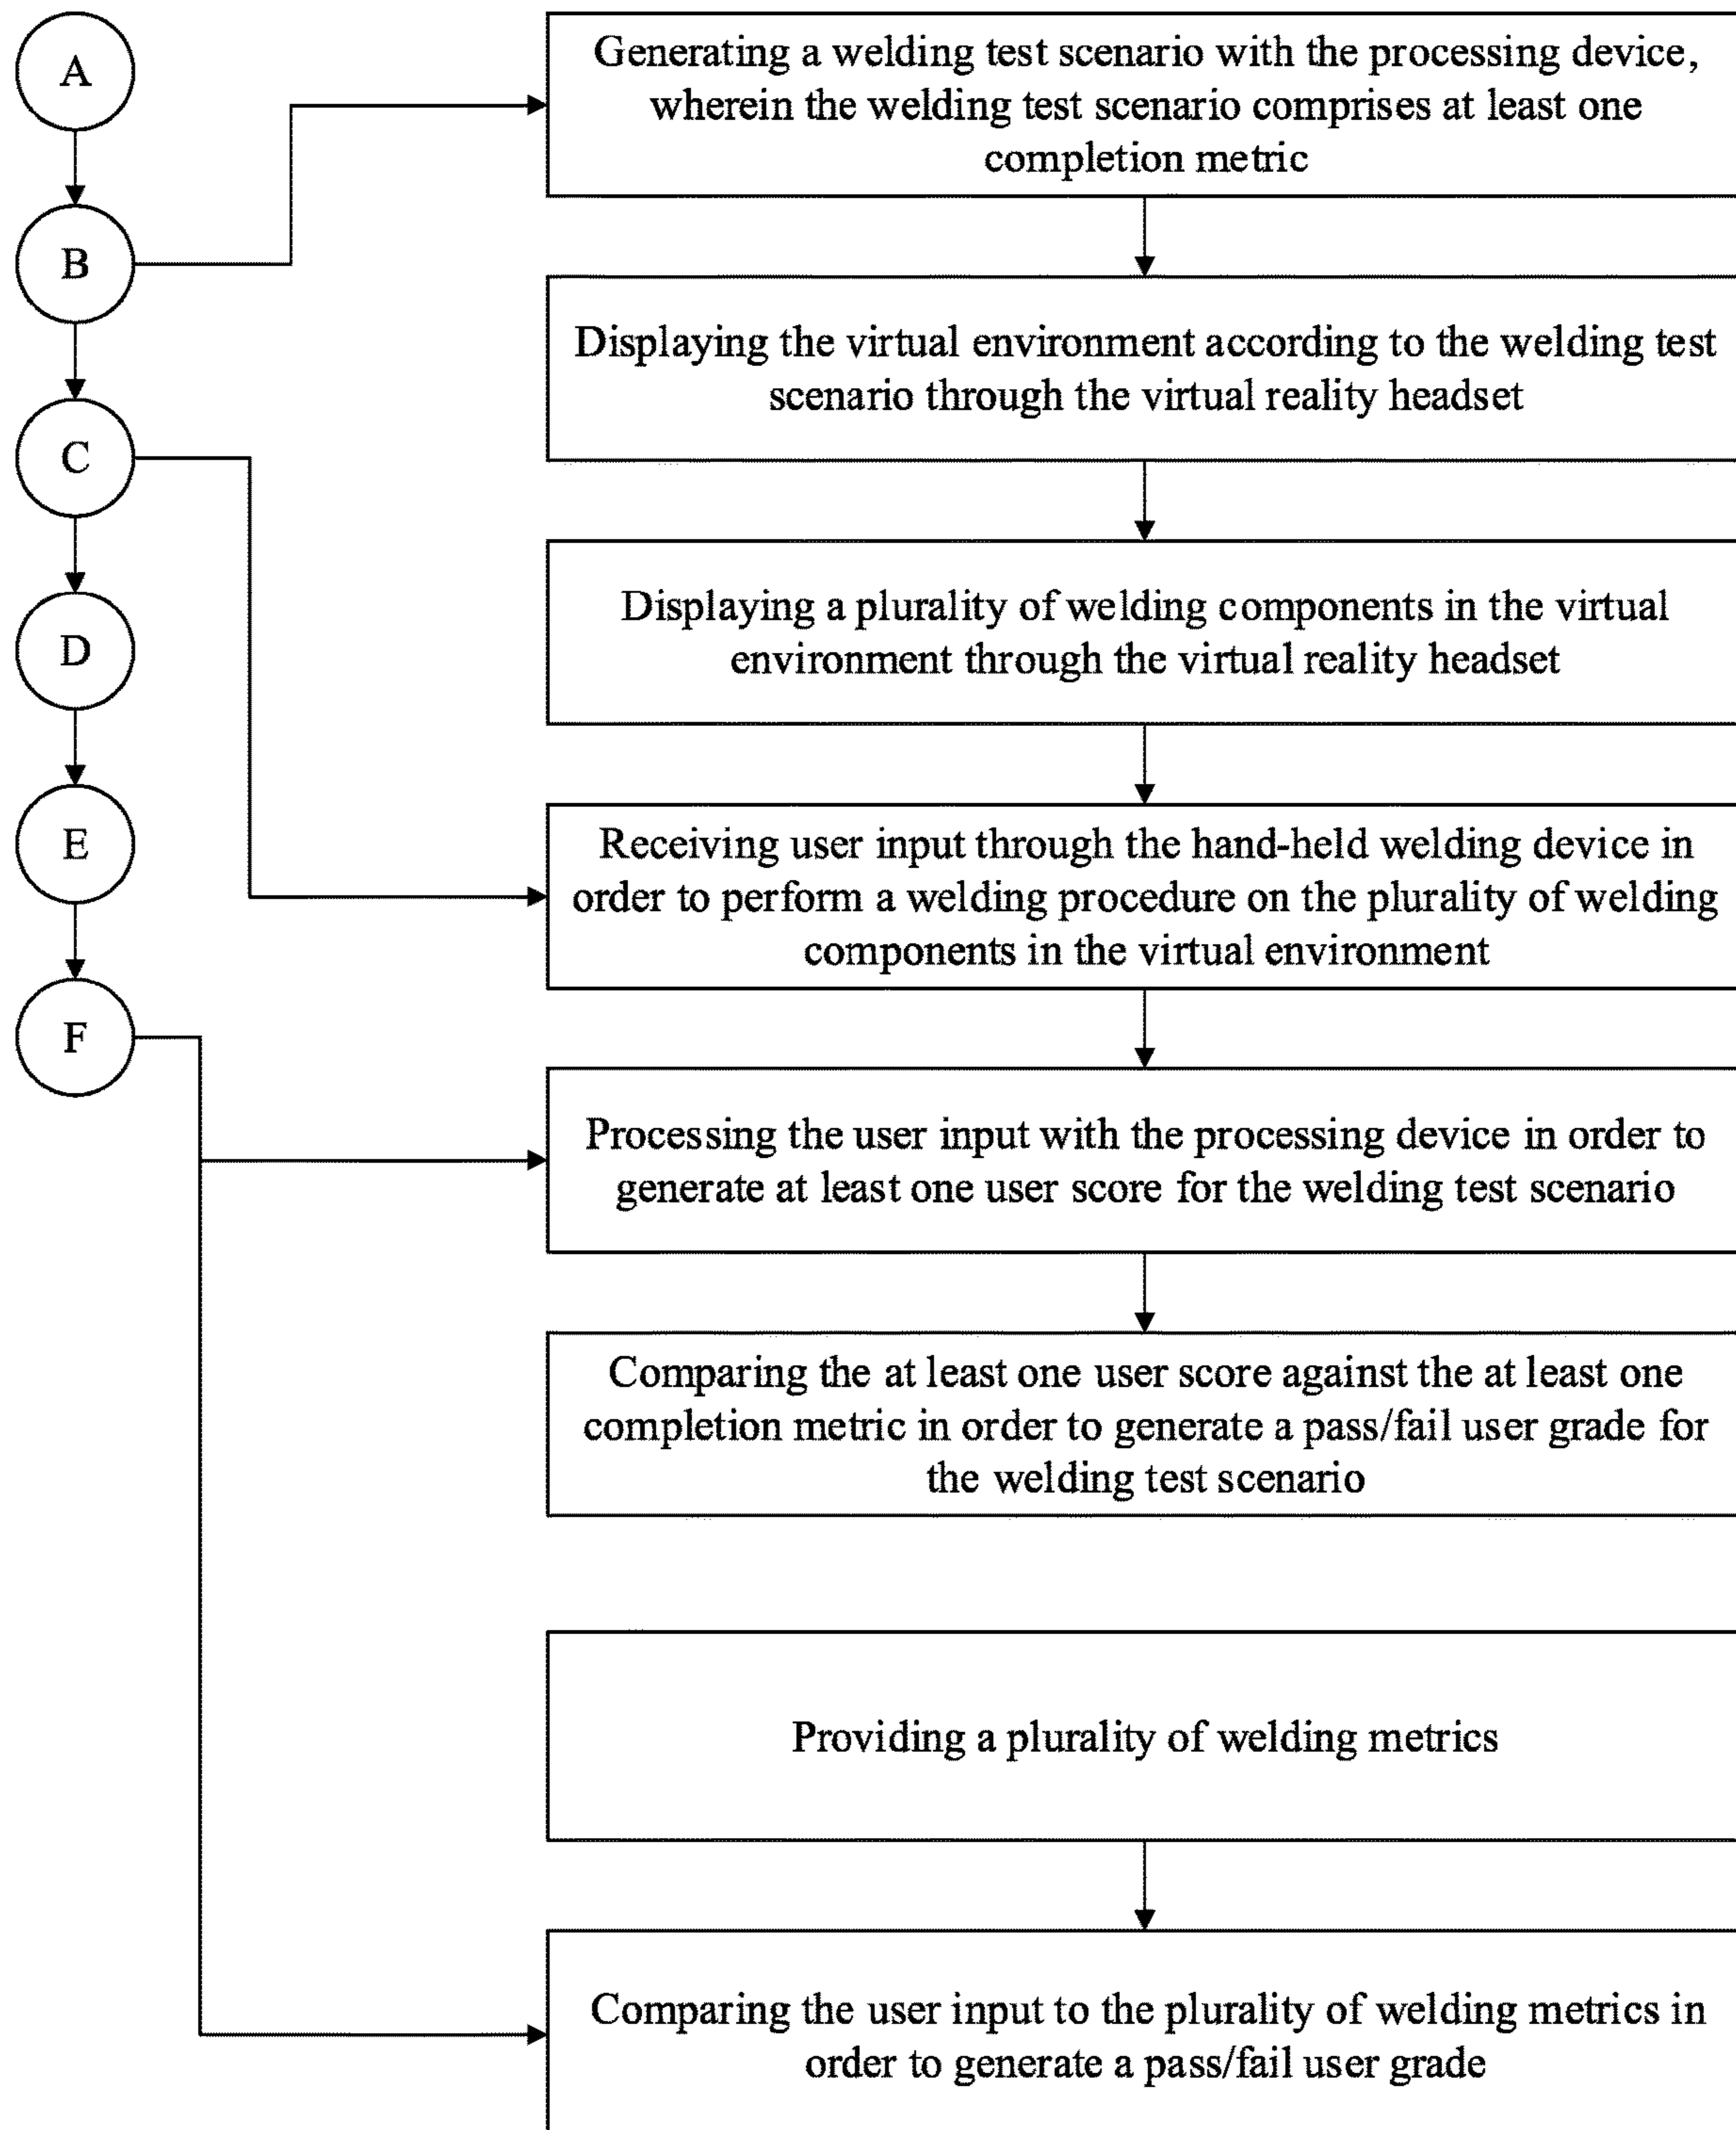 A
B
C
D
E
F
Generating a welding test scenario with the processing device,
wherein the welding test scenario comprises at least one
completion metric
Displaying the virtual environment according to the welding test
scenario through the virtual reality headset
Displaying a plurality of welding components in the virtual
environment through the virtual reality headset
Receiving user input through the hand-held welding device in
order to perform a welding procedure on the plurality of welding
components in the virtual environment
Processing the user input with the processing device in order to
generate at least one user score for the welding test scenario
Comparing the at least one user score against the at least one
completion metric in order to generate a pass/fail user grade for
the welding test scenario
Providing a plurality of welding metrics
Comparing the user input to the plurality of welding metrics in
order to generate a pass/fail user grade